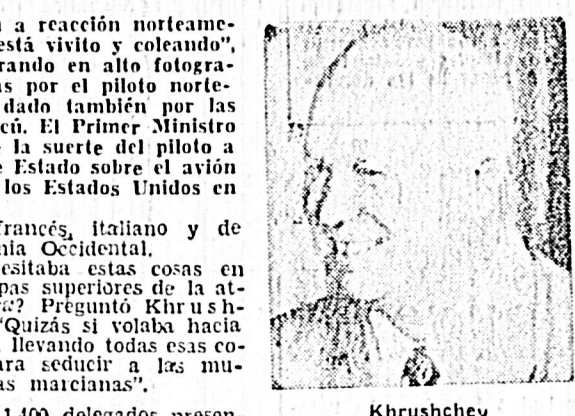 a reacción norteame-
está vivito y coleando",
rando en alto fotogra-
s por el piloto norte-
dado también por las
cú. El Primer Ministro
la suerte del piloto a
Estado sobre el avión
los Estados Unidos en
francés, italiano y de
nia Occidental.
esitaba estas cosas en
pas superiores de la at-
? Preguntó Khrush-
"Quizás si volaba hacia
llevando todas esas co-
ara seducir a las mu-
as marcianas".
1.400 delegados presen-
Khrushchev